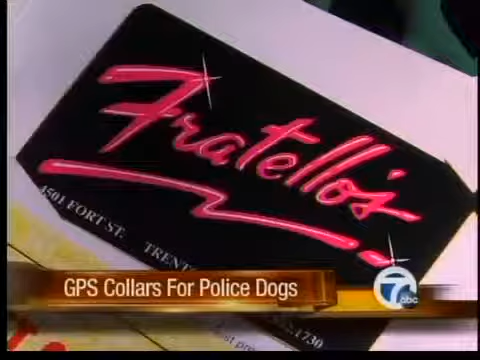 Fratello's
4501 FORT ST. TRENT
-1730
GPS Collars For Police Dogs
7 abc